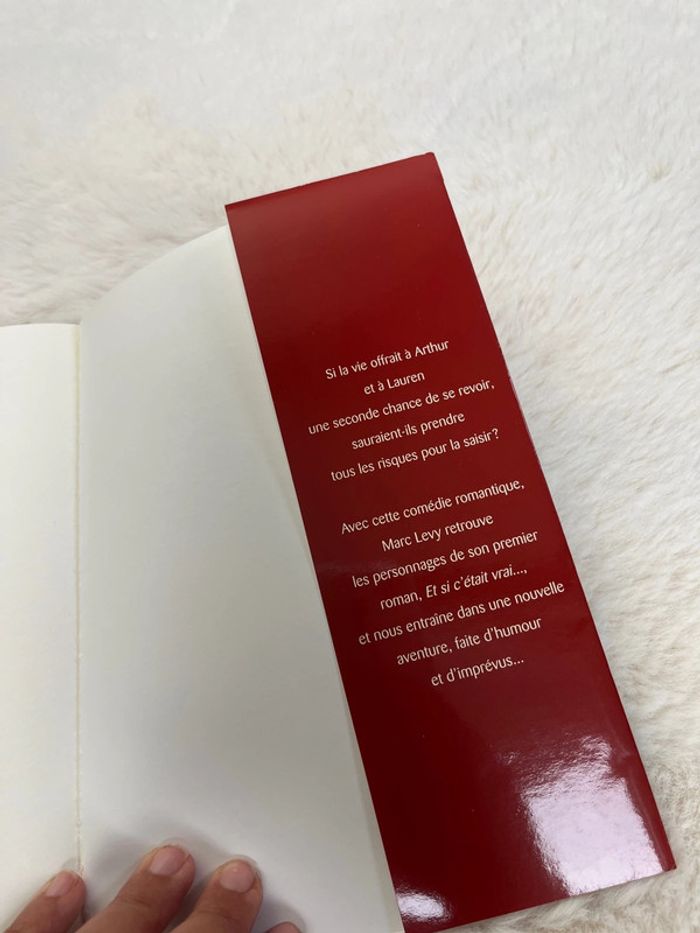 Si la vie offrait à Arthur
et à Lauren
une seconde chance de se revoir,
sauraient-ils prendre
tous les risques pour la saisir ?
Avec cette comédie romantique,
Marc Levy retrouve
les personnages de son premier
roman, Et si c'était vrai...,
et nous entraîne dans une nouvelle
aventure, faite d'humour
et d'imprévus...